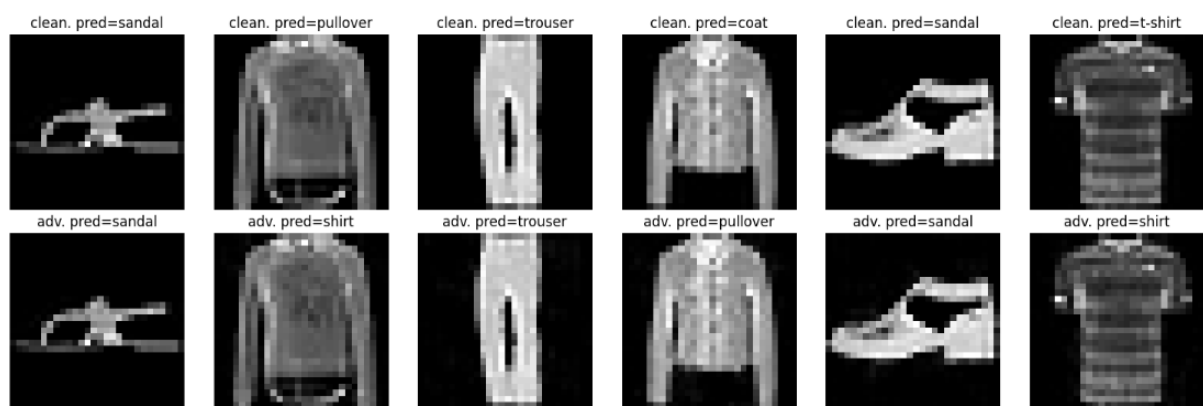 clean. pred=sandal
clean. pred=pullover
clean. pred=trouser
clean. pred=coat
clean. pred=sandal
clean. pred=t-shirt
adv. pred=sandal
adv. pred=shirt
adv. pred=trouser
adv. pred=pullover
adv. pred=sandal
adv. pred=shirt